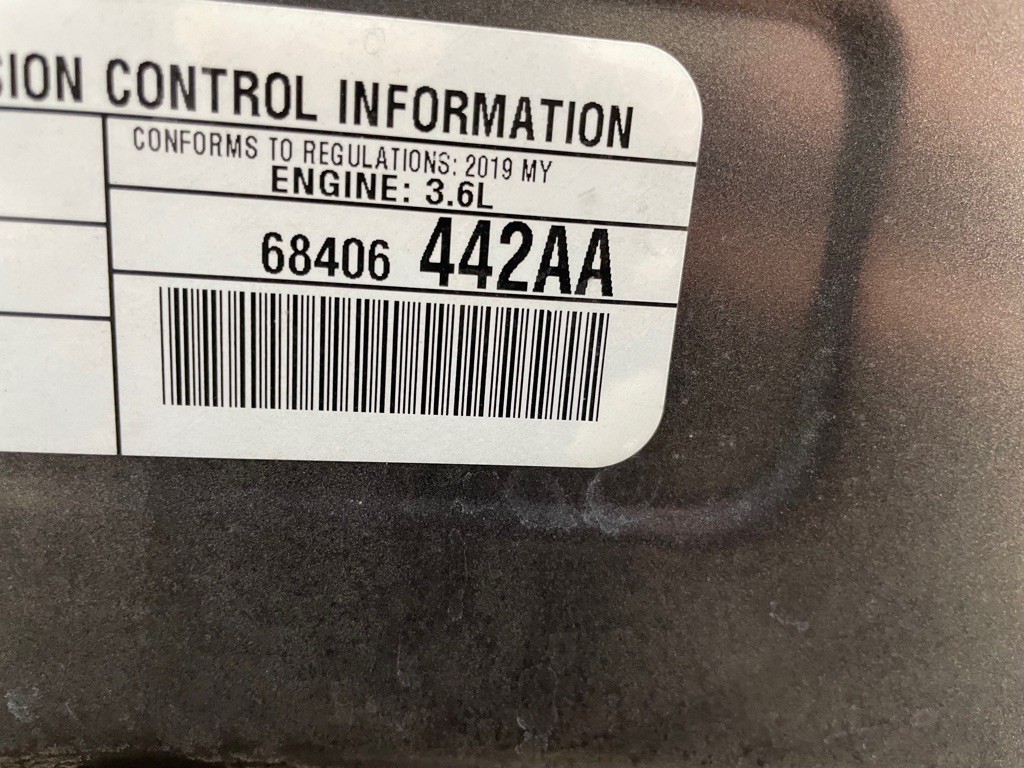 SION CONTROL INFORMATION
CONFORMS TO REGULATIONS: 2019 MY
ENGINE: 3.6L
68406 442AA